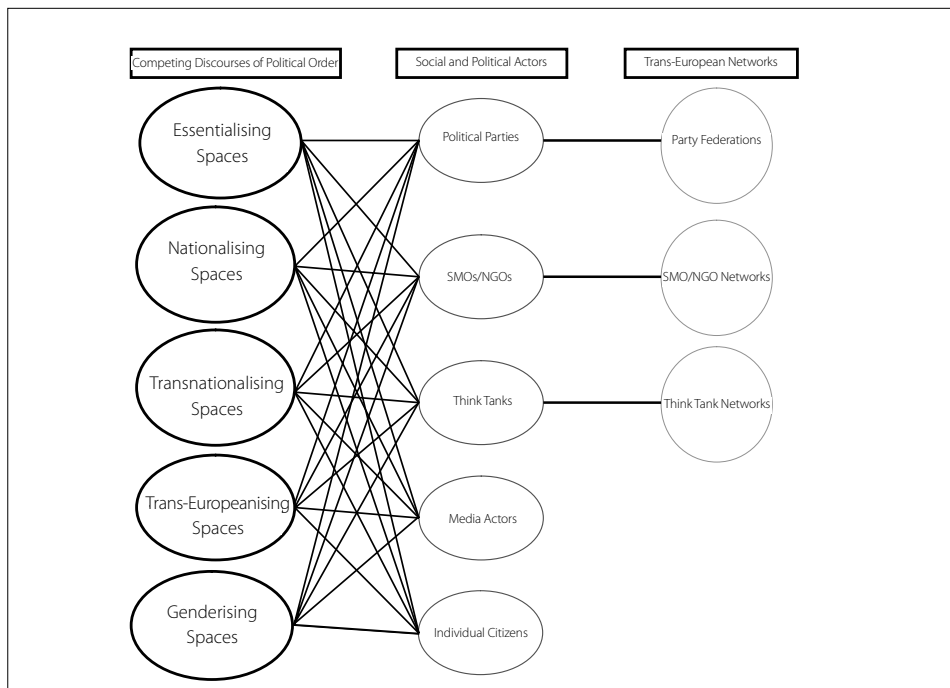 Competing Discourses of Political Order
Social and Political Actors
Trans-European Networks
Essentialising
Spaces
Political Parties
Party Federations
Nationalising
Spaces
SMOs/NGOs
SMO/NGO Networks
Transnationalising
Spaces
Think Tanks
Think Tank Networks
Trans-Europeanising
Spaces
Media Actors
Genderising
Spaces
Individual Citizens